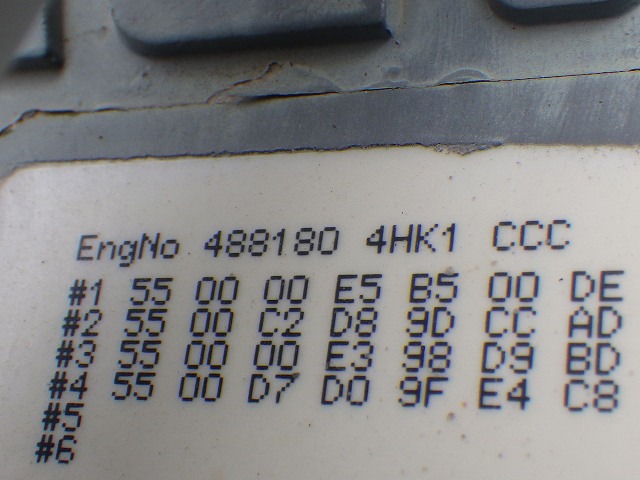 EngNo 488180 4HK1 CCC
#1 55 00 00 E5 B5 00 DE
#2 55 00 C2 D8 9D CC AD
#3 55 00 00 E3 98 D9 BD
#4 55 00 D7 D0 9F E4 C8
#5
#6